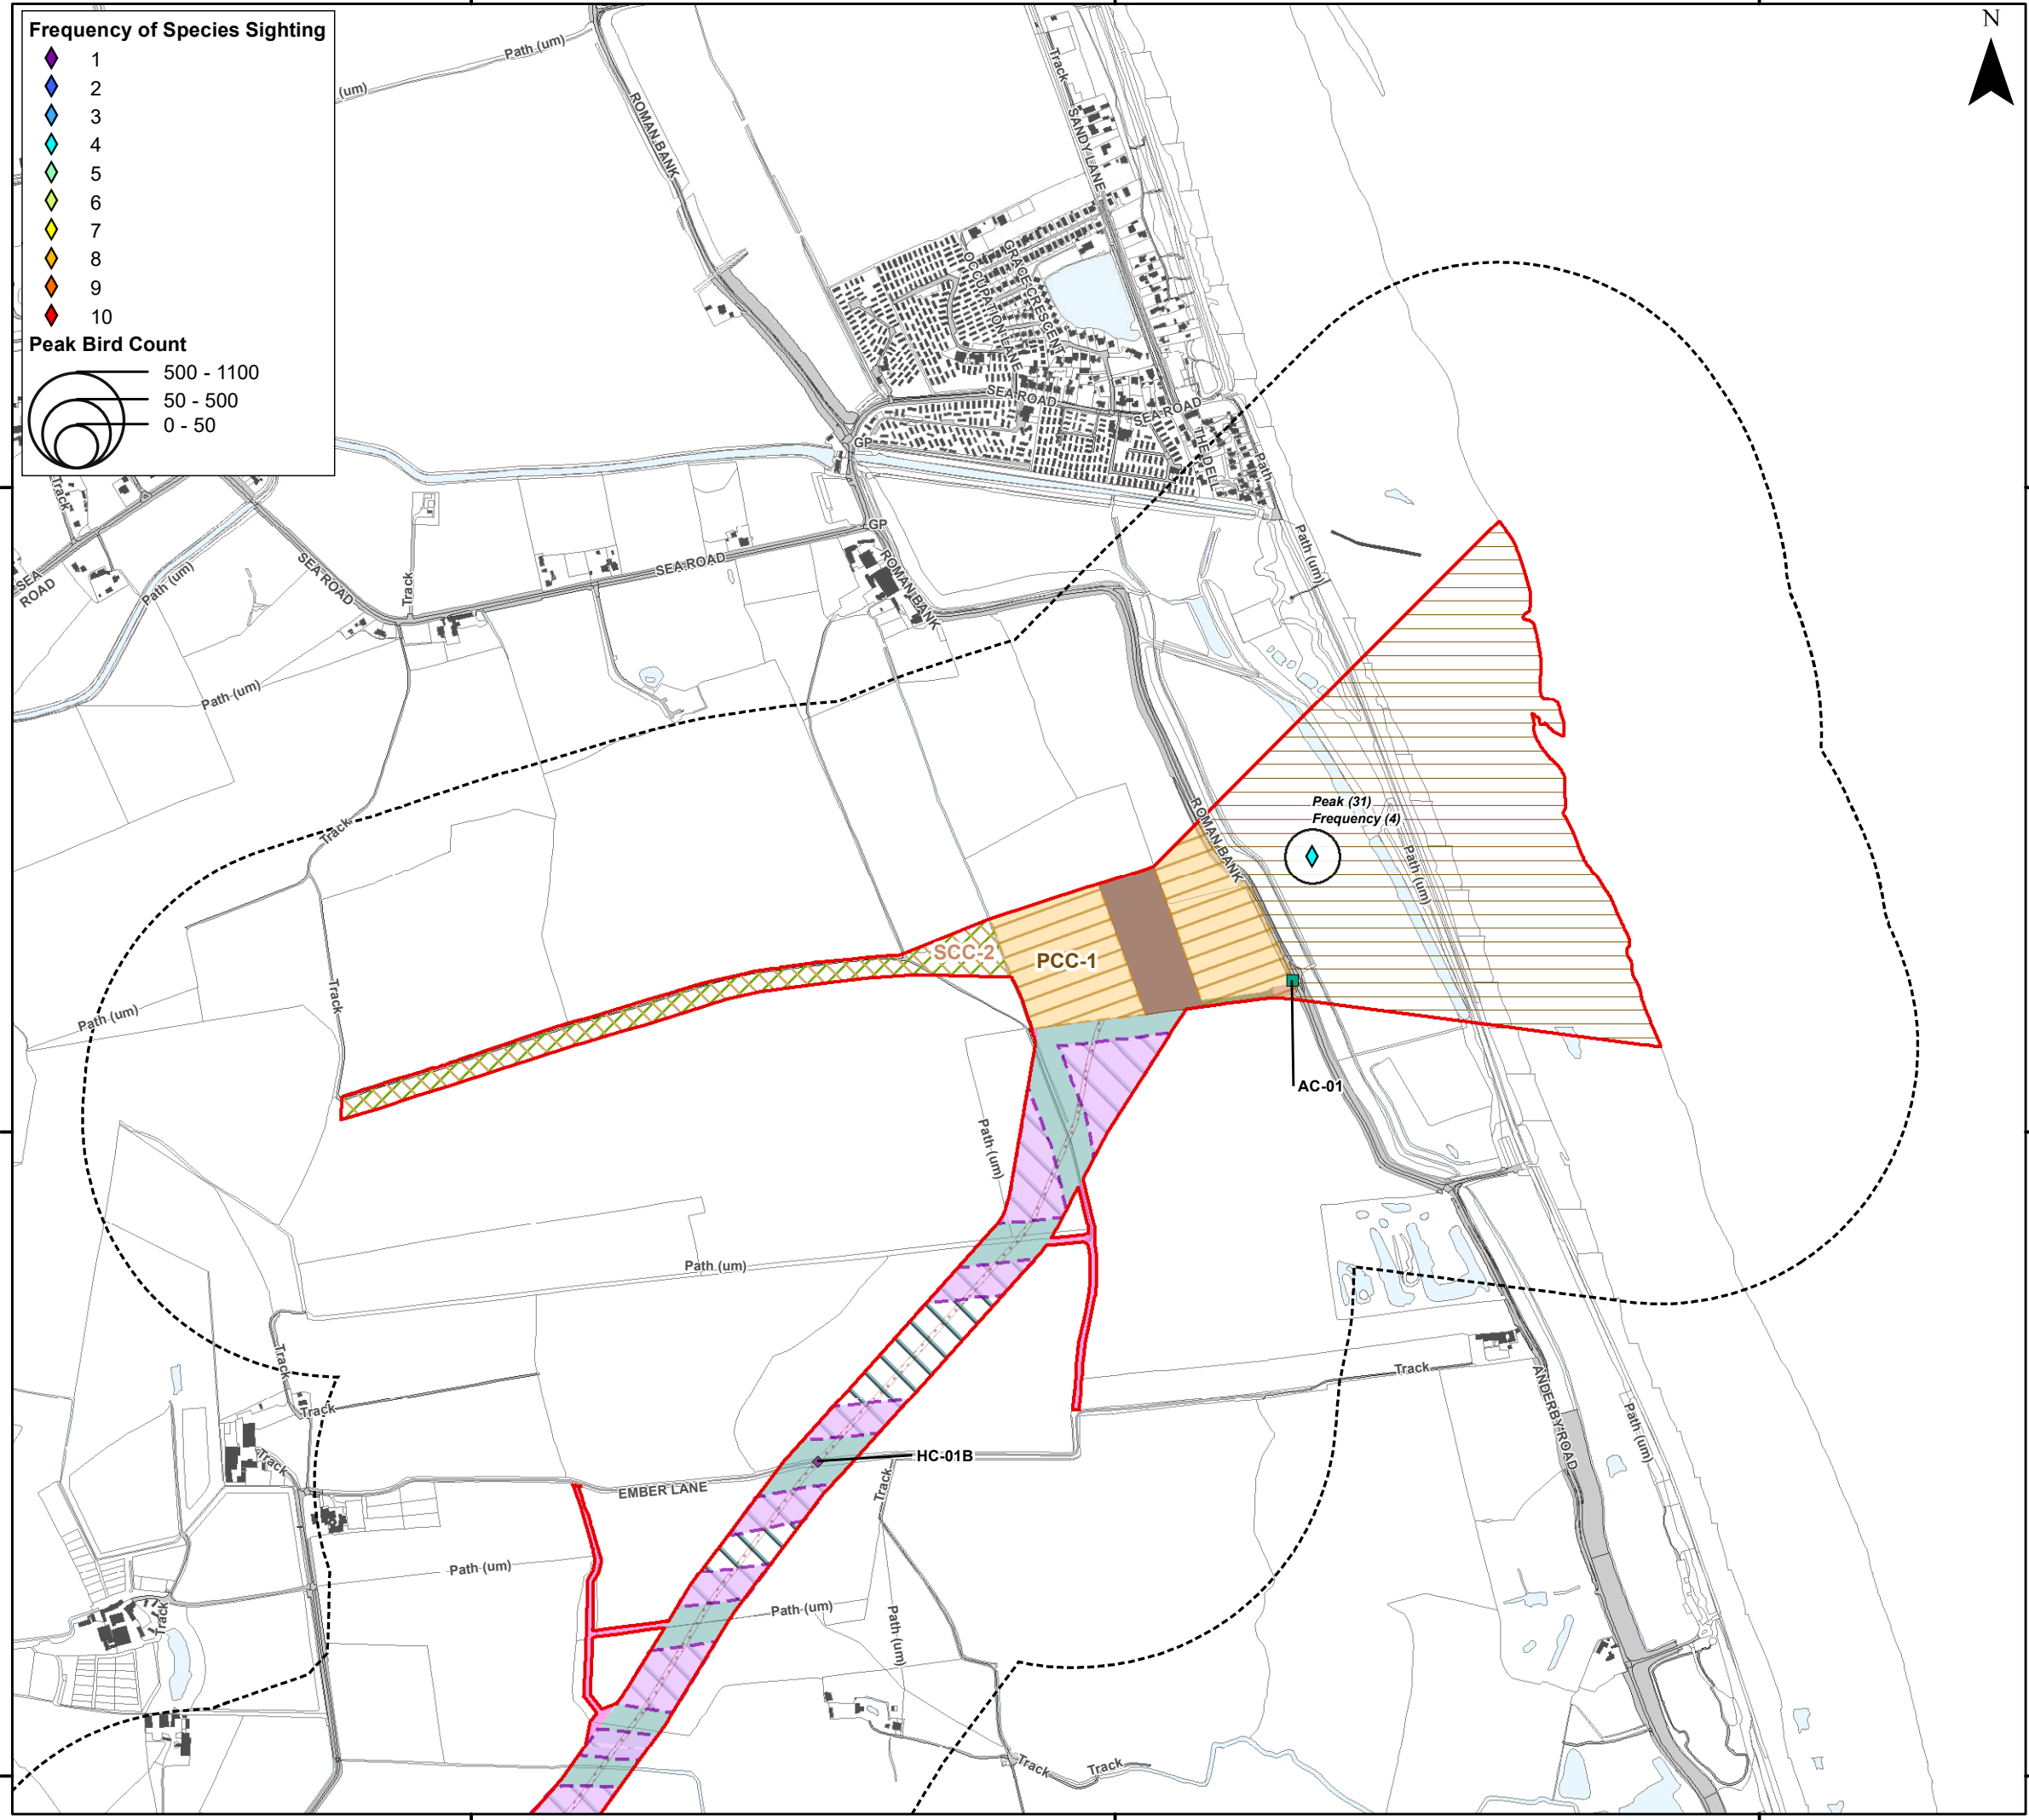 Frequency of Species Sighting
1
2
3
4
5
6
7
8
9
10
Peak Bird Count
500 - 1100
50 - 500
0 - 50
N
Path (um)
(um)
ROMAN BANK
Track
SANDY LANE
GRACE CRESCENT
OCCUPATION LANE
SEA ROAD
SEA ROAD
THE DELL
Path
GP
GP
Track
SEA
ROAD
Path (um)
SEA ROAD
Track
SEA ROAD
ROMAN BANK
Path (um)
Path (um)
Track
ROMAN BANK
Peak (31)
Frequency (4)
Path (um)
SCC-2
PCC-1
Track
Path (um)
AC-01
Path (um)
Path (um)
Track
Track
Track
Track
ANDERBY ROAD
Path (um)
HC-01B
EMBER LANE
Track
Path (um)
Path (um)
Path (um)
Track
Track
Track